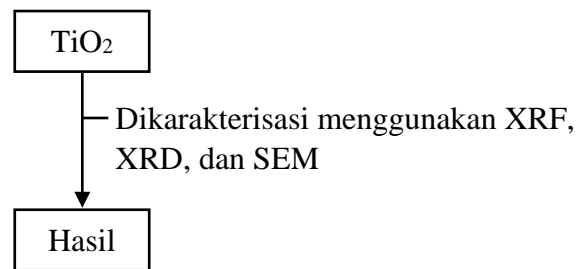 TiO₂
Dikarakterisasi menggunakan XRF,
XRD, dan SEM
Hasil